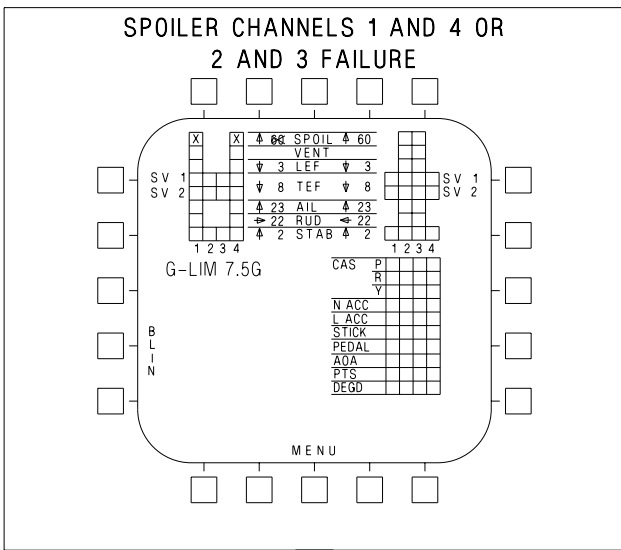 SPOILER CHANNELS 1 AND 4 OR
2 AND 3 FAILURE
X X 60 SPOIL 60
VENT
3 LEF 3
SV 1 SV 1
SV 2 8 TEF 8 SV 2
23 AIL 23
22 RUD 22
2 STAB 2
1 2 3 4 1 2 3 4
G-LIM 7.5G
CAS P
R
Y
N ACC
L ACC
STICK
PEDAL
AOA
PTS
DEGD
B
L
I
N
MENU